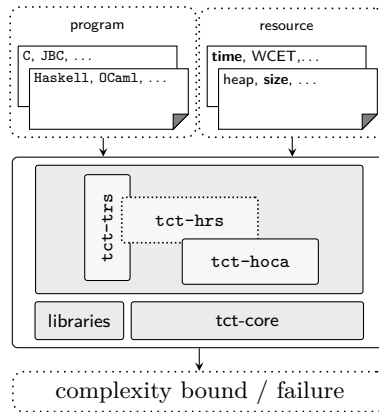 program
resource
C, JBC, ...
time, WCET,...
Haskell, OCaml, ...
heap, size, ...
tct-trs
tct-hrs
tct-hoca
libraries
tct-core
complexity bound / failure